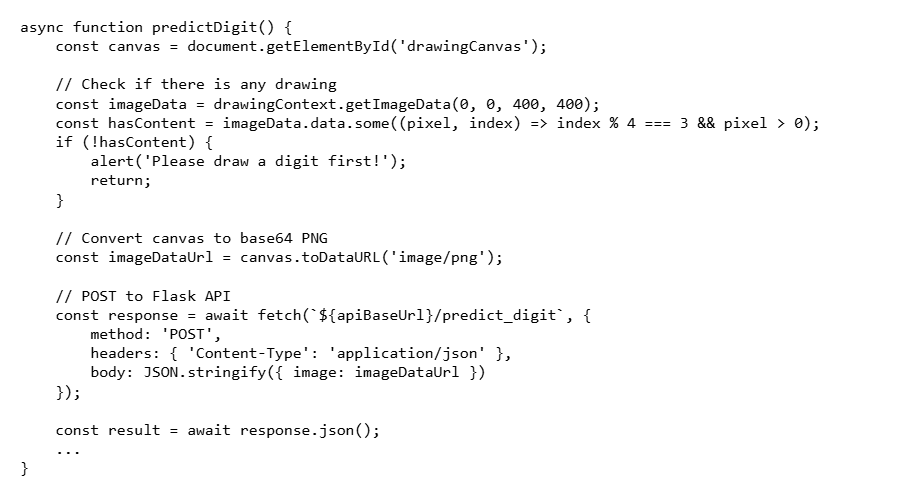 async function predictDigit() {
    const canvas = document.getElementById('drawingCanvas');

    // Check if there is any drawing
    const imageData = drawingContext.getImageData(0, 0, 400, 400);
    const hasContent = imageData.data.some((pixel, index) => index % 4 === 3 && pixel > 0);
    if (!hasContent) {
        alert('Please draw a digit first!');
        return;
    }

    // Convert canvas to base64 PNG
    const imageDataUrl = canvas.toDataURL('image/png');

    // POST to Flask API
    const response = await fetch(`${apiBaseUrl}/predict_digit`, {
        method: 'POST',
        headers: { 'Content-Type': 'application/json' },
        body: JSON.stringify({ image: imageDataUrl })
    });

    const result = await response.json();
    ...
}